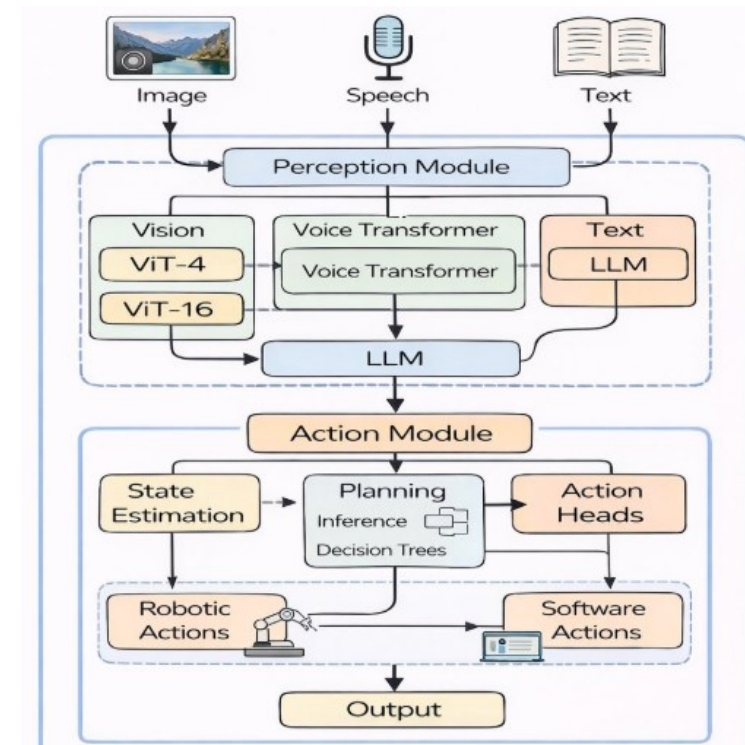 Image
Speech
Text
Perception Module
Vision
Voice Transformer
Text
ViT-4
Voice Transformer
LLM
ViT-16
LLM
Action Module
State
Estimation
Planning
Inference
Decision Trees
Action
Heads
Robotic
Actions
Software
Actions
Output